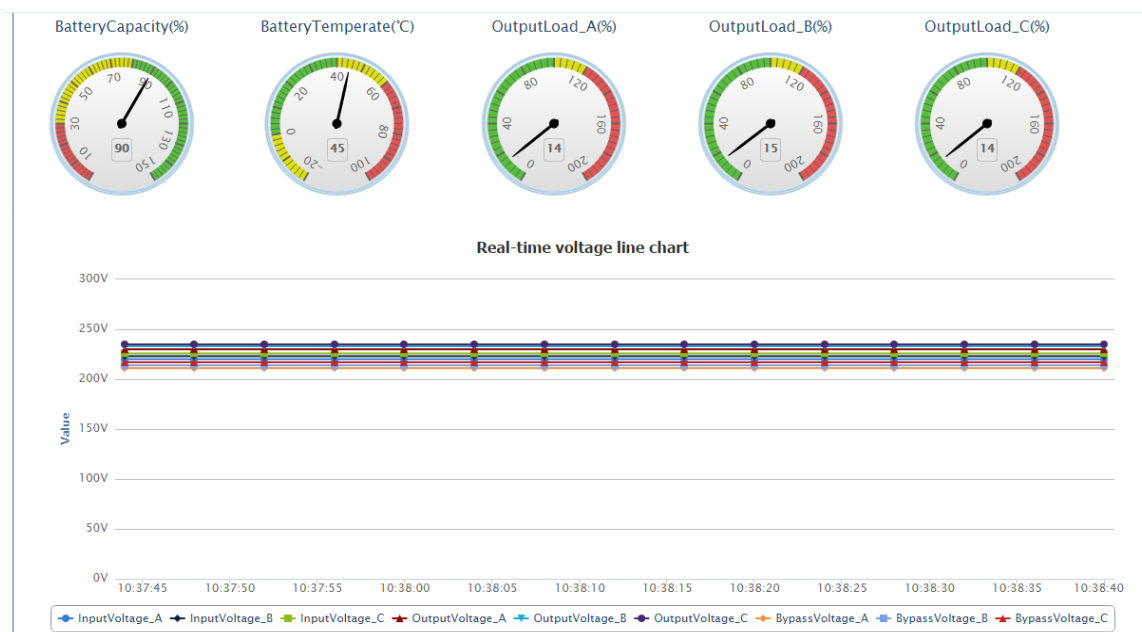 BatteryCapacity(%) BatteryTemperate(℃) OutputLoad_A(%) OutputLoad_B(%) OutputLoad_C(%)
10 30 50 70 90 110 130 150
90
-20 0 20 40 60 80 100
45
0 40 80 120 160 200
14
0 40 80 120 160 200
15
0 40 80 120 160 200
14
Real-time voltage line chart
300V
250V
200V
150V
100V
50V
0V
Value
10:37:45 10:37:50 10:37:55 10:38:00 10:38:05 10:38:10 10:38:15 10:38:20 10:38:25 10:38:30 10:38:35 10:38:40
InputVoltage_A InputVoltage_B InputVoltage_C OutputVoltage_A OutputVoltage_B OutputVoltage_C BypassVoltage_A BypassVoltage_B BypassVoltage_C